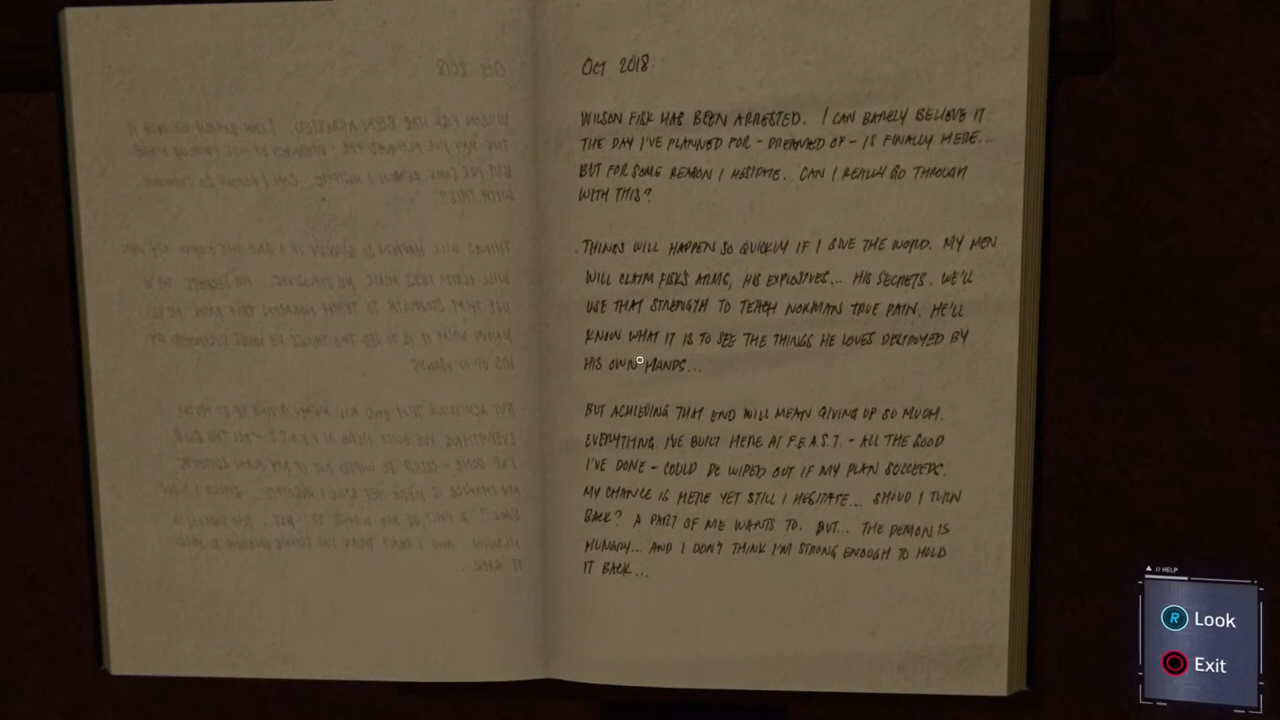 OCT 2018
WILSON FISK HAS BEEN ARRESTED. I CAN BARELY BELIEVE IT
THE DAY I'VE PLANNED FOR - DREAMED OF - IS FINALLY HERE...
BUT FOR SOME REASON I HESITATE. CAN I REALLY GO THROUGH
WITH THIS?
THINGS WILL HAPPEN SO QUICKLY IF I GIVE THE WORD. MY MEN
WILL CLAIM FISK'S ARMS, HIS EXPLOSIVES... HIS SECRETS. WE'LL
USE THAT STRENGTH TO TEACH NORMAN TRUE PAIN. HE'LL
KNOW WHAT IT IS TO SEE THE THINGS HE LOVES DESTROYED BY
HIS OWN HANDS...
BUT ACHIEVING THAT END WILL MEAN GIVING UP SO MUCH.
EVERYTHING I'VE BUILT HERE AT F.E.A.S.T. - ALL THE GOOD
I'VE DONE - COULD BE WIPED OUT IF MY PLAN SUCCEEDS.
MY CHANCE IS HERE YET STILL I HESITATE... SHOULD I TURN
BACK? A PART OF ME WANTS TO. BUT... THE DEMON IS
HUNGRY... AND I DON'T THINK I'M STRONG ENOUGH TO HOLD
IT BACK...
// HELP
R Look
Exit